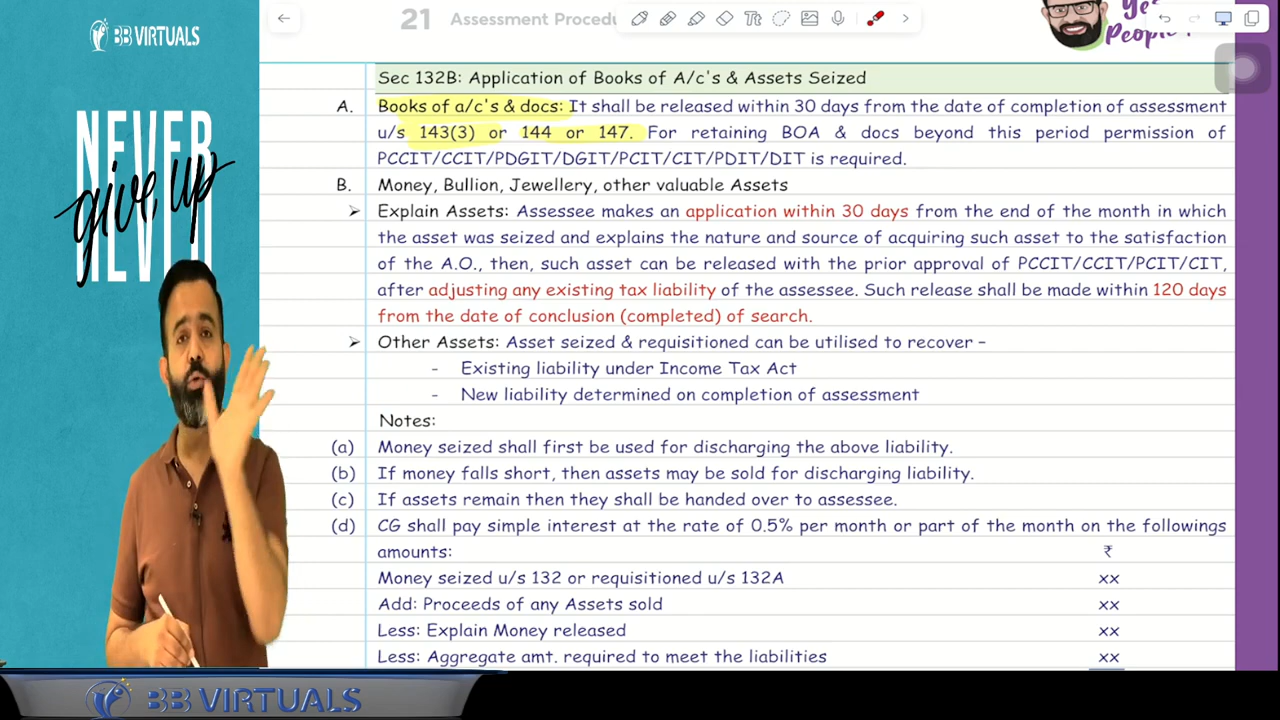 BB VIRTUALS
21 Assessment Procedu
Yes
People
NEVER
give up
NEVER
Sec 132B: Application of Books of A/c's & Assets Seized
A. Books of a/c's & docs: It shall be released within 30 days from the date of completion of assessment
u/s 143(3) or 144 or 147. For retaining BOA & docs beyond this period permission of
PCCIT/CCIT/PDGIT/DGIT/PCIT/CIT/PDIT/DIT is required.
B. Money, Bullion, Jewellery, other valuable Assets
➢ Explain Assets: Assessee makes an application within 30 days from the end of the month in which
the asset was seized and explains the nature and source of acquiring such asset to the satisfaction
of the A.O., then, such asset can be released with the prior approval of PCCIT/CCIT/PCIT/CIT,
after adjusting any existing tax liability of the assessee. Such release shall be made within 120 days
from the date of conclusion (completed) of search.
➢ Other Assets: Asset seized & requisitioned can be utilised to recover –
- Existing liability under Income Tax Act
- New liability determined on completion of assessment
Notes:
(a) Money seized shall first be used for discharging the above liability.
(b) If money falls short, then assets may be sold for discharging liability.
(c) If assets remain then they shall be handed over to assessee.
(d) CG shall pay simple interest at the rate of 0.5% per month or part of the month on the followings
amounts: ₹
Money seized u/s 132 or requisitioned u/s 132A xx
Add: Proceeds of any Assets sold xx
Less: Explain Money released xx
Less: Aggregate amt. required to meet the liabilities xx
BB VIRTUALS